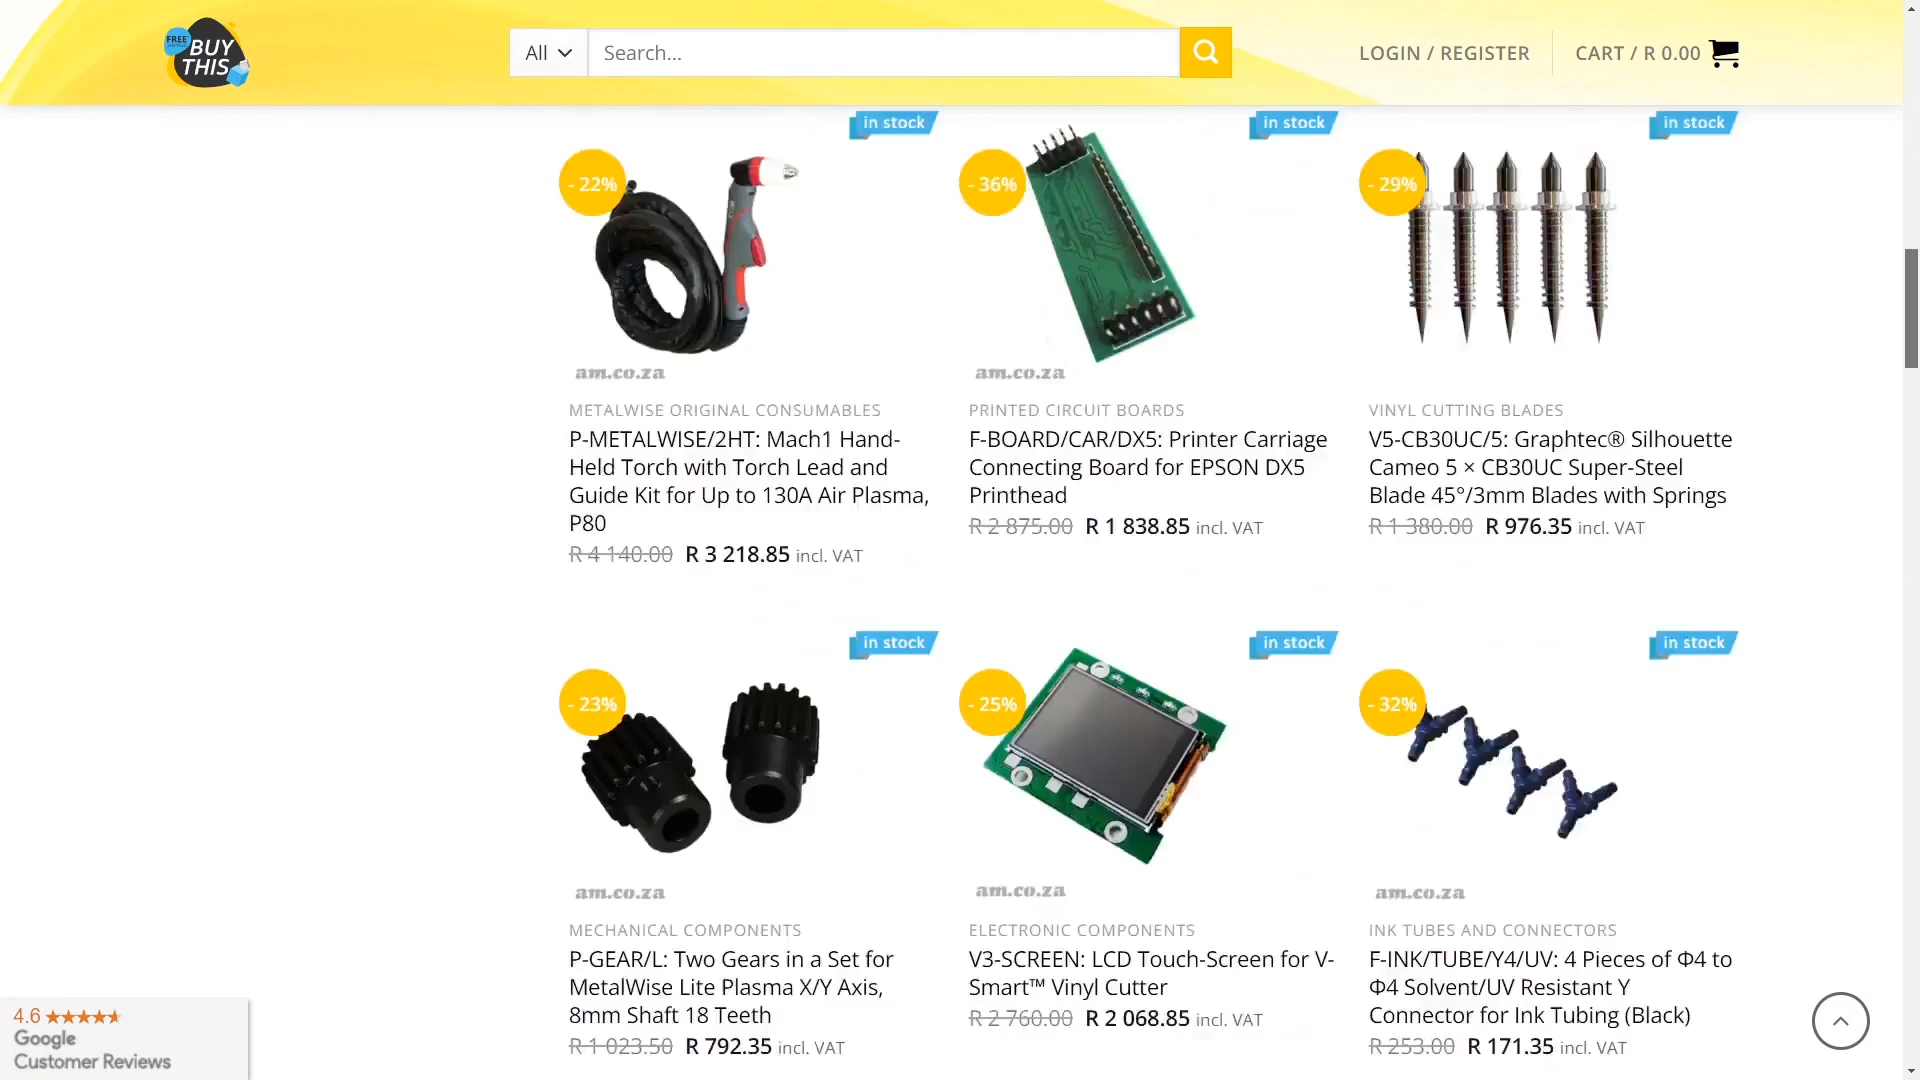 FREE
BUY
THIS
All
Search...
LOGIN / REGISTER
CART / R 0.00
in stock
in stock
in stock
- 22%
- 36%
- 29%
am.co.za
am.co.za
METALWISE ORIGINAL CONSUMABLES
P-METALWISE/2HT: Mach1 Hand-
Held Torch with Torch Lead and
Guide Kit for Up to 130A Air Plasma,
P80
R 4 140.00 R 3 218.85 incl. VAT
PRINTED CIRCUIT BOARDS
F-BOARD/CAR/DX5: Printer Carriage
Connecting Board for EPSON DX5
Printhead
R 2 875.00 R 1 838.85 incl. VAT
VINYL CUTTING BLADES
V5-CB30UC/5: Graphtec® Silhouette
Cameo 5 × CB30UC Super-Steel
Blade 45°/3mm Blades with Springs
R 1 380.00 R 976.35 incl. VAT
in stock
in stock
in stock
- 23%
- 25%
- 32%
am.co.za
am.co.za
am.co.za
MECHANICAL COMPONENTS
P-GEAR/L: Two Gears in a Set for
MetalWise Lite Plasma X/Y Axis,
8mm Shaft 18 Teeth
R 1 023.50 R 792.35 incl. VAT
ELECTRONIC COMPONENTS
V3-SCREEN: LCD Touch-Screen for V-
Smart™ Vinyl Cutter
R 2 760.00 R 2 068.85 incl. VAT
INK TUBES AND CONNECTORS
F-INK/TUBE/Y4/UV: 4 Pieces of Φ4 to
Φ4 Solvent/UV Resistant Y
Connector for Ink Tubing (Black)
R 253.00 R 171.35 incl. VAT
4.6
Google
Customer Reviews